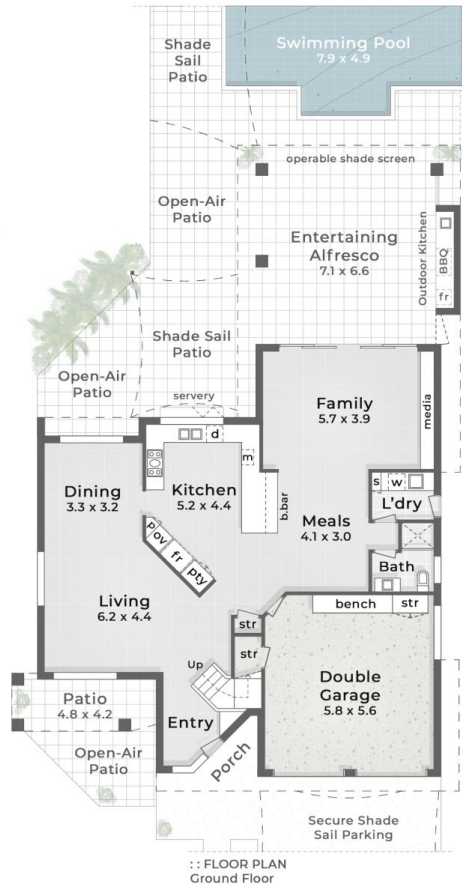 Swimming Pool
7.9 x 4.9
Shade
Sail
Patio
operable shade screen
Open-Air
Patio
Entertaining
Alfresco
7.1 x 6.6
Outdoor Kitchen
BBQ
fr
Shade Sail
Patio
Open-Air
Patio
servery
Family
5.7 x 3.9
media
d
m
Kitchen
5.2 x 4.4
Dining
3.3 x 3.2
b.bar
s
w
L'dry
Meals
4.1 x 3.0
ov
fr
pty
Bath
Living
6.2 x 4.4
bench
str
str
str
Up
Double
Garage
5.8 x 5.6
Patio
4.8 x 4.2
Entry
Open-Air
Patio
Porch
Secure Shade
Sail Parking
:: FLOOR PLAN
Ground Floor